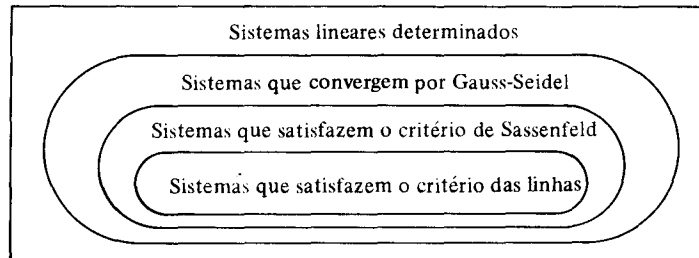 Sistemas lineares determinados
Sistemas que convergem por Gauss-Seidel
Sistemas que satisfazem o critério de Sassenfeld
Sistemas que satisfazem o critério das linhas